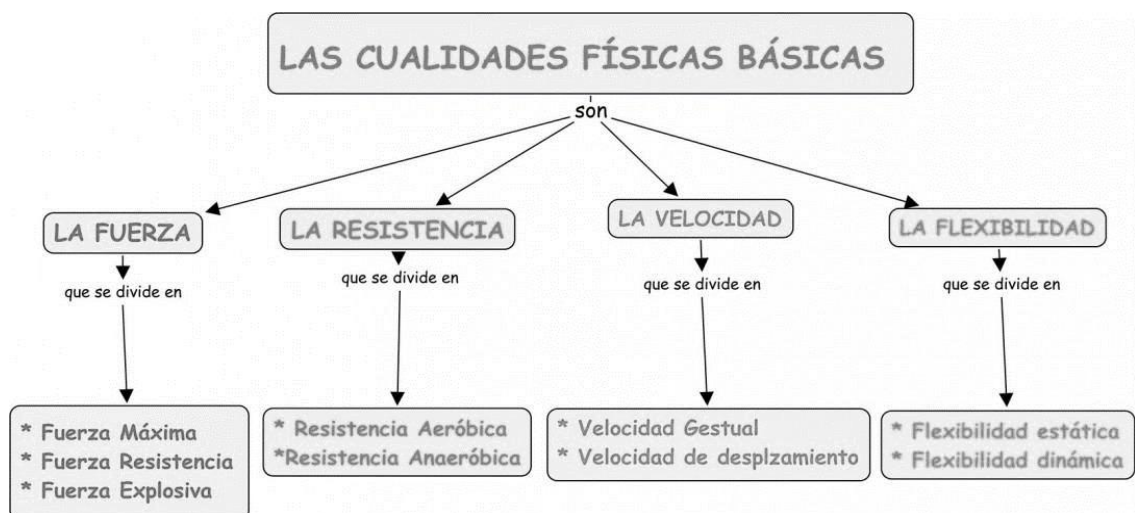 LAS CUALIDADES FÍSICAS BÁSICAS
son
LA FUERZA
LA RESISTENCIA
LA VELOCIDAD
LA FLEXIBILIDAD
que se divide en
que se divide en
que se divide en
que se divide en
* Fuerza Máxima
* Fuerza Resistencia
* Fuerza Explosiva
* Resistencia Aeróbica
*Resistencia Anaeróbica
* Velocidad Gestual
* Velocidad de desplzamiento
* Flexibilidad estática
* Flexibilidad dinámica